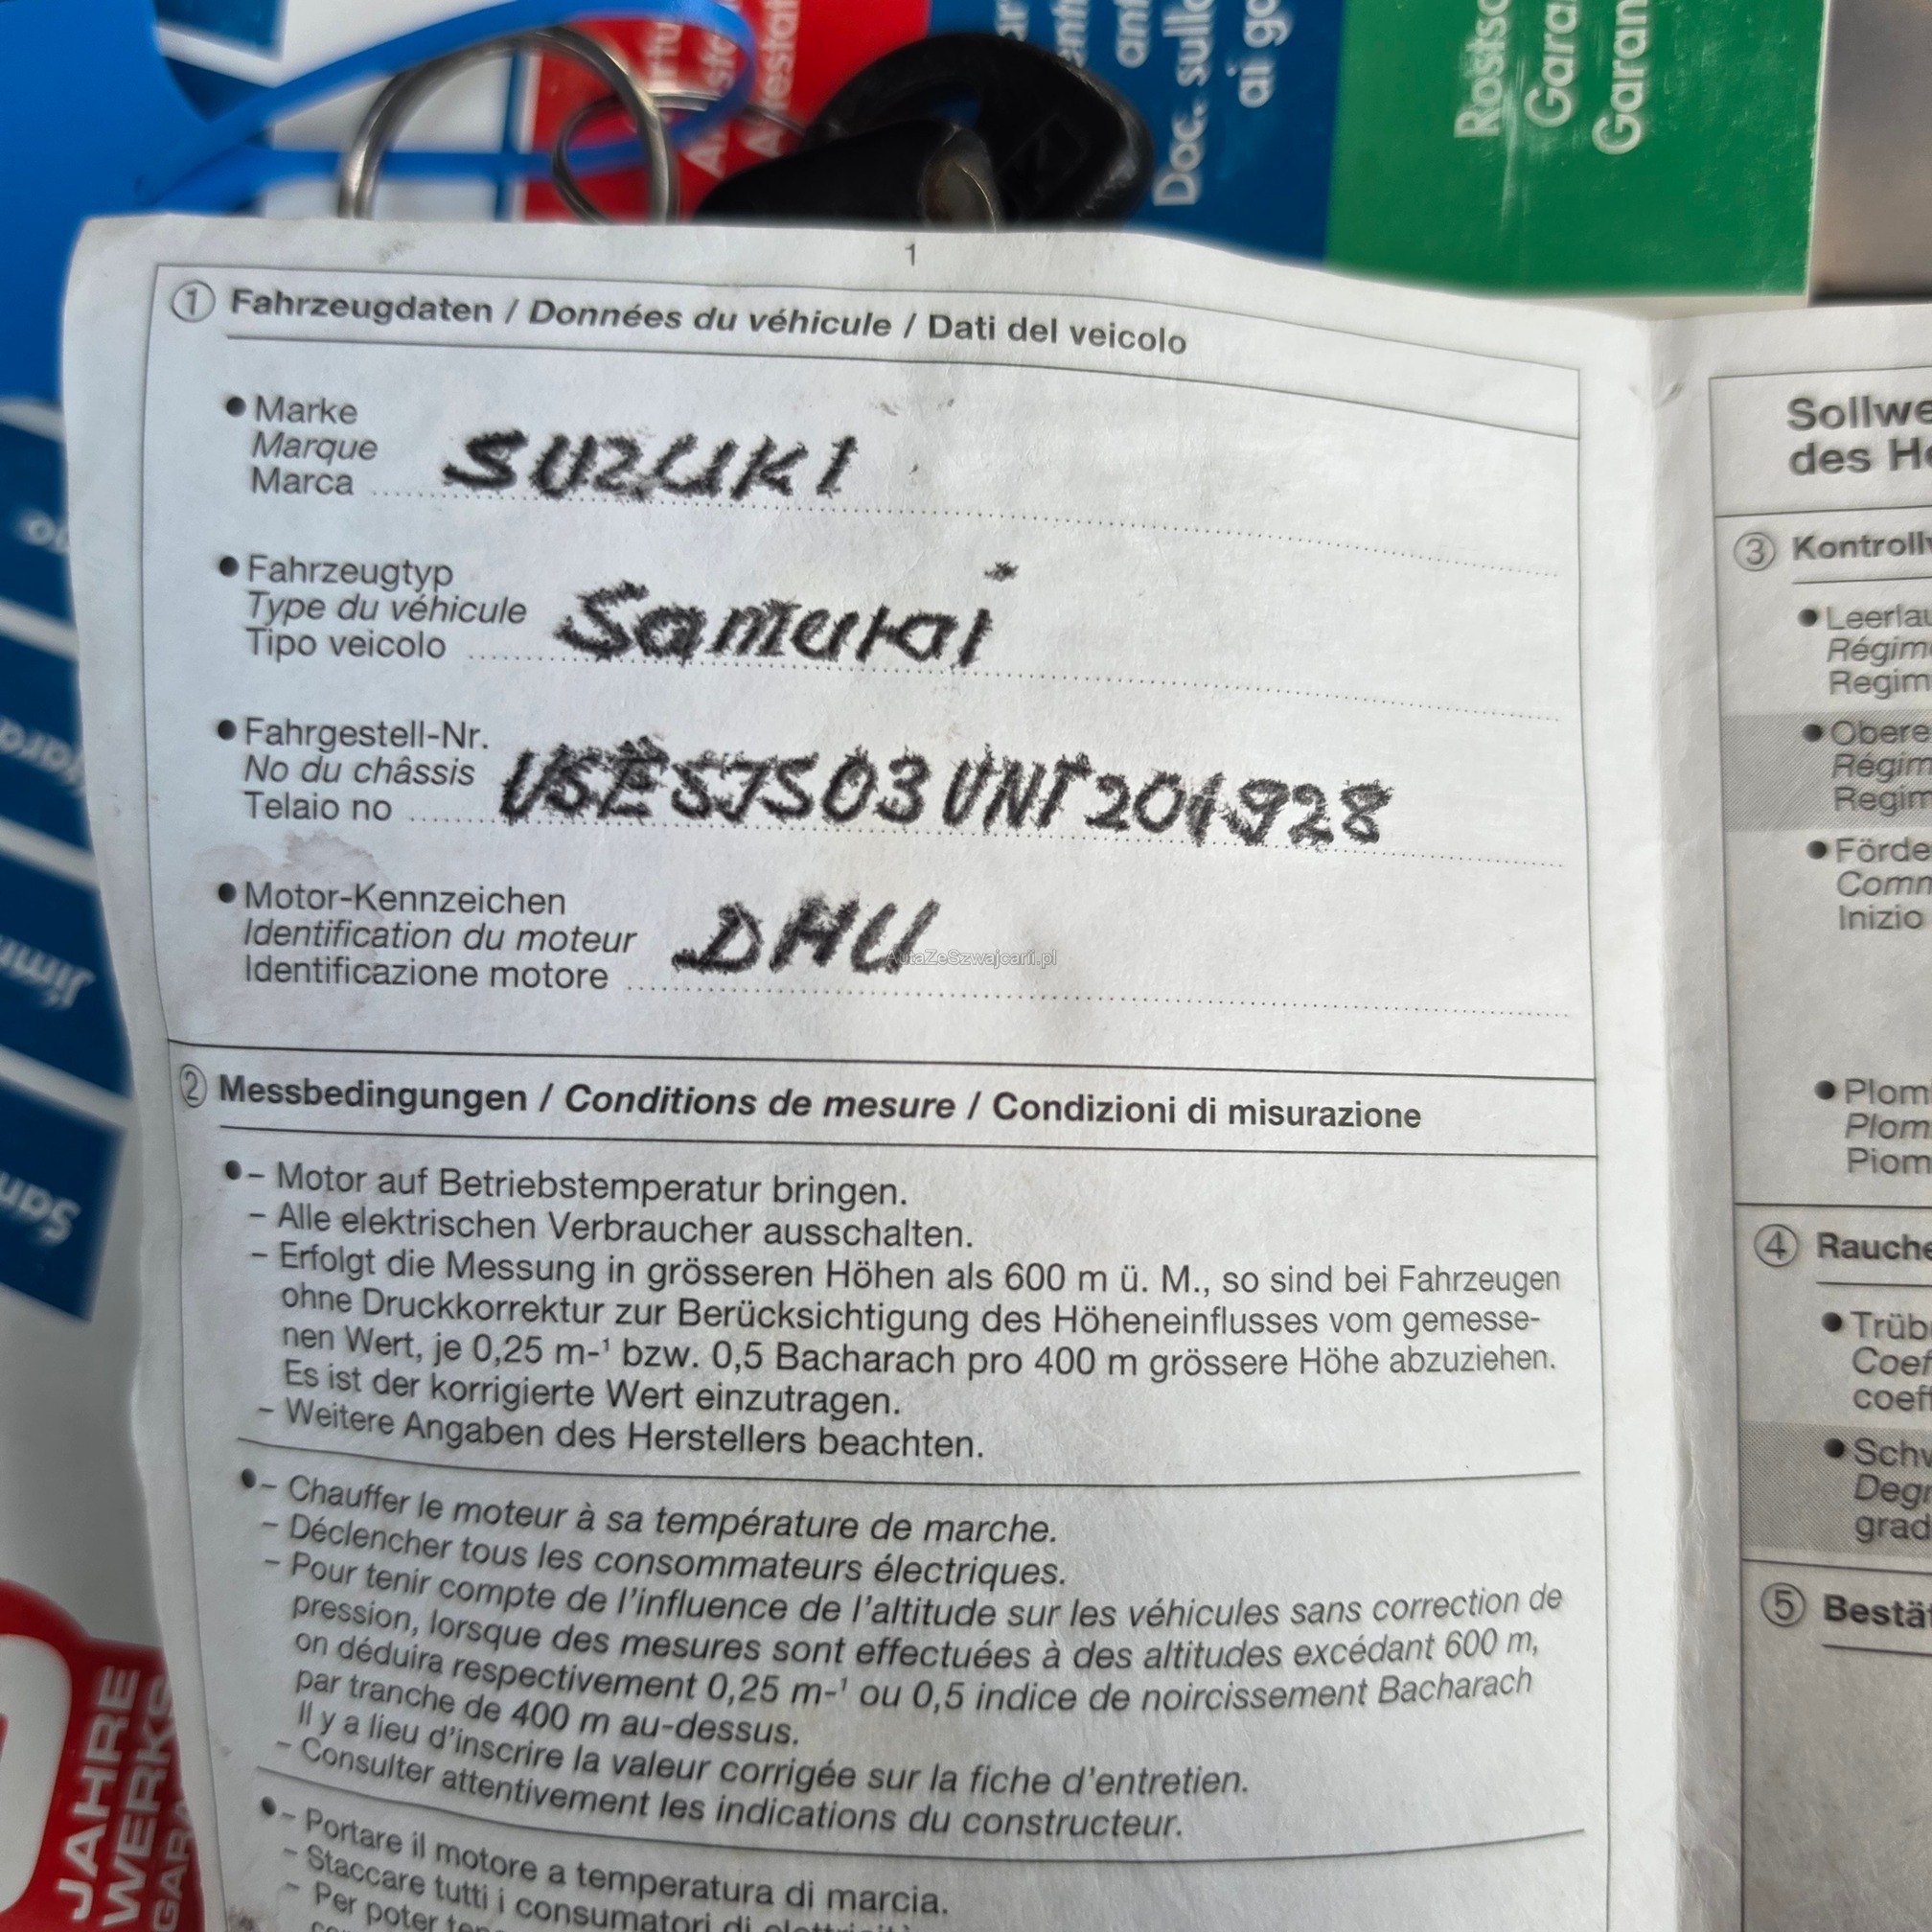 Doc. sullo
ai ga
Rostsc
Gara
Garan
1
① Fahrzeugdaten / Données du véhicule / Dati del veicolo
● Marke
Marque
Marca SUZUKI
● Fahrzeugtyp
Type du véhicule
Tipo veicolo Samurai
● Fahrgestell-Nr.
No du châssis
Telaio no VSESJS03VNT201928
● Motor-Kennzeichen
Identification du moteur
Identificazione motore DHU
AutaZeSzwajcarii.pl
② Messbedingungen / Conditions de mesure / Condizioni di misurazione
● – Motor auf Betriebstemperatur bringen.
– Alle elektrischen Verbraucher ausschalten.
– Erfolgt die Messung in grösseren Höhen als 600 m ü. M., so sind bei Fahrzeugen
ohne Druckkorrektur zur Berücksichtigung des Höheneinflusses vom gemesse-
nen Wert, je 0,25 m-¹ bzw. 0,5 Bacharach pro 400 m grössere Höhe abzuziehen.
Es ist der korrigierte Wert einzutragen.
– Weitere Angaben des Herstellers beachten.
● – Chauffer le moteur à sa température de marche.
– Déclencher tous les consommateurs électriques.
– Pour tenir compte de l'influence de l'altitude sur les véhicules sans correction de
pression, lorsque des mesures sont effectuées à des altitudes excédant 600 m,
on déduira respectivement 0,25 m-¹ ou 0,5 indice de noircissement Bacharach
par tranche de 400 m au-dessus.
Il y a lieu d'inscrire la valeur corrigée sur la fiche d'entretien.
– Consulter attentivement les indications du constructeur.
● – Portare il motore a temperatura di marcia.
– Staccare tutti i consumatori di elettricità
– Per poter ten
Sollwe
des He
③ Kontrollw
● Leerlau
Régime
Regim
● Obere
Régim
Regim
● Förde
Comm
Inizio
● Plom
Plom
Piom
④ Rauche
● Trüb
Coef
coeff
● Schw
Degr
grad
⑤ Bestät
JAHRE
WERKS
GARA